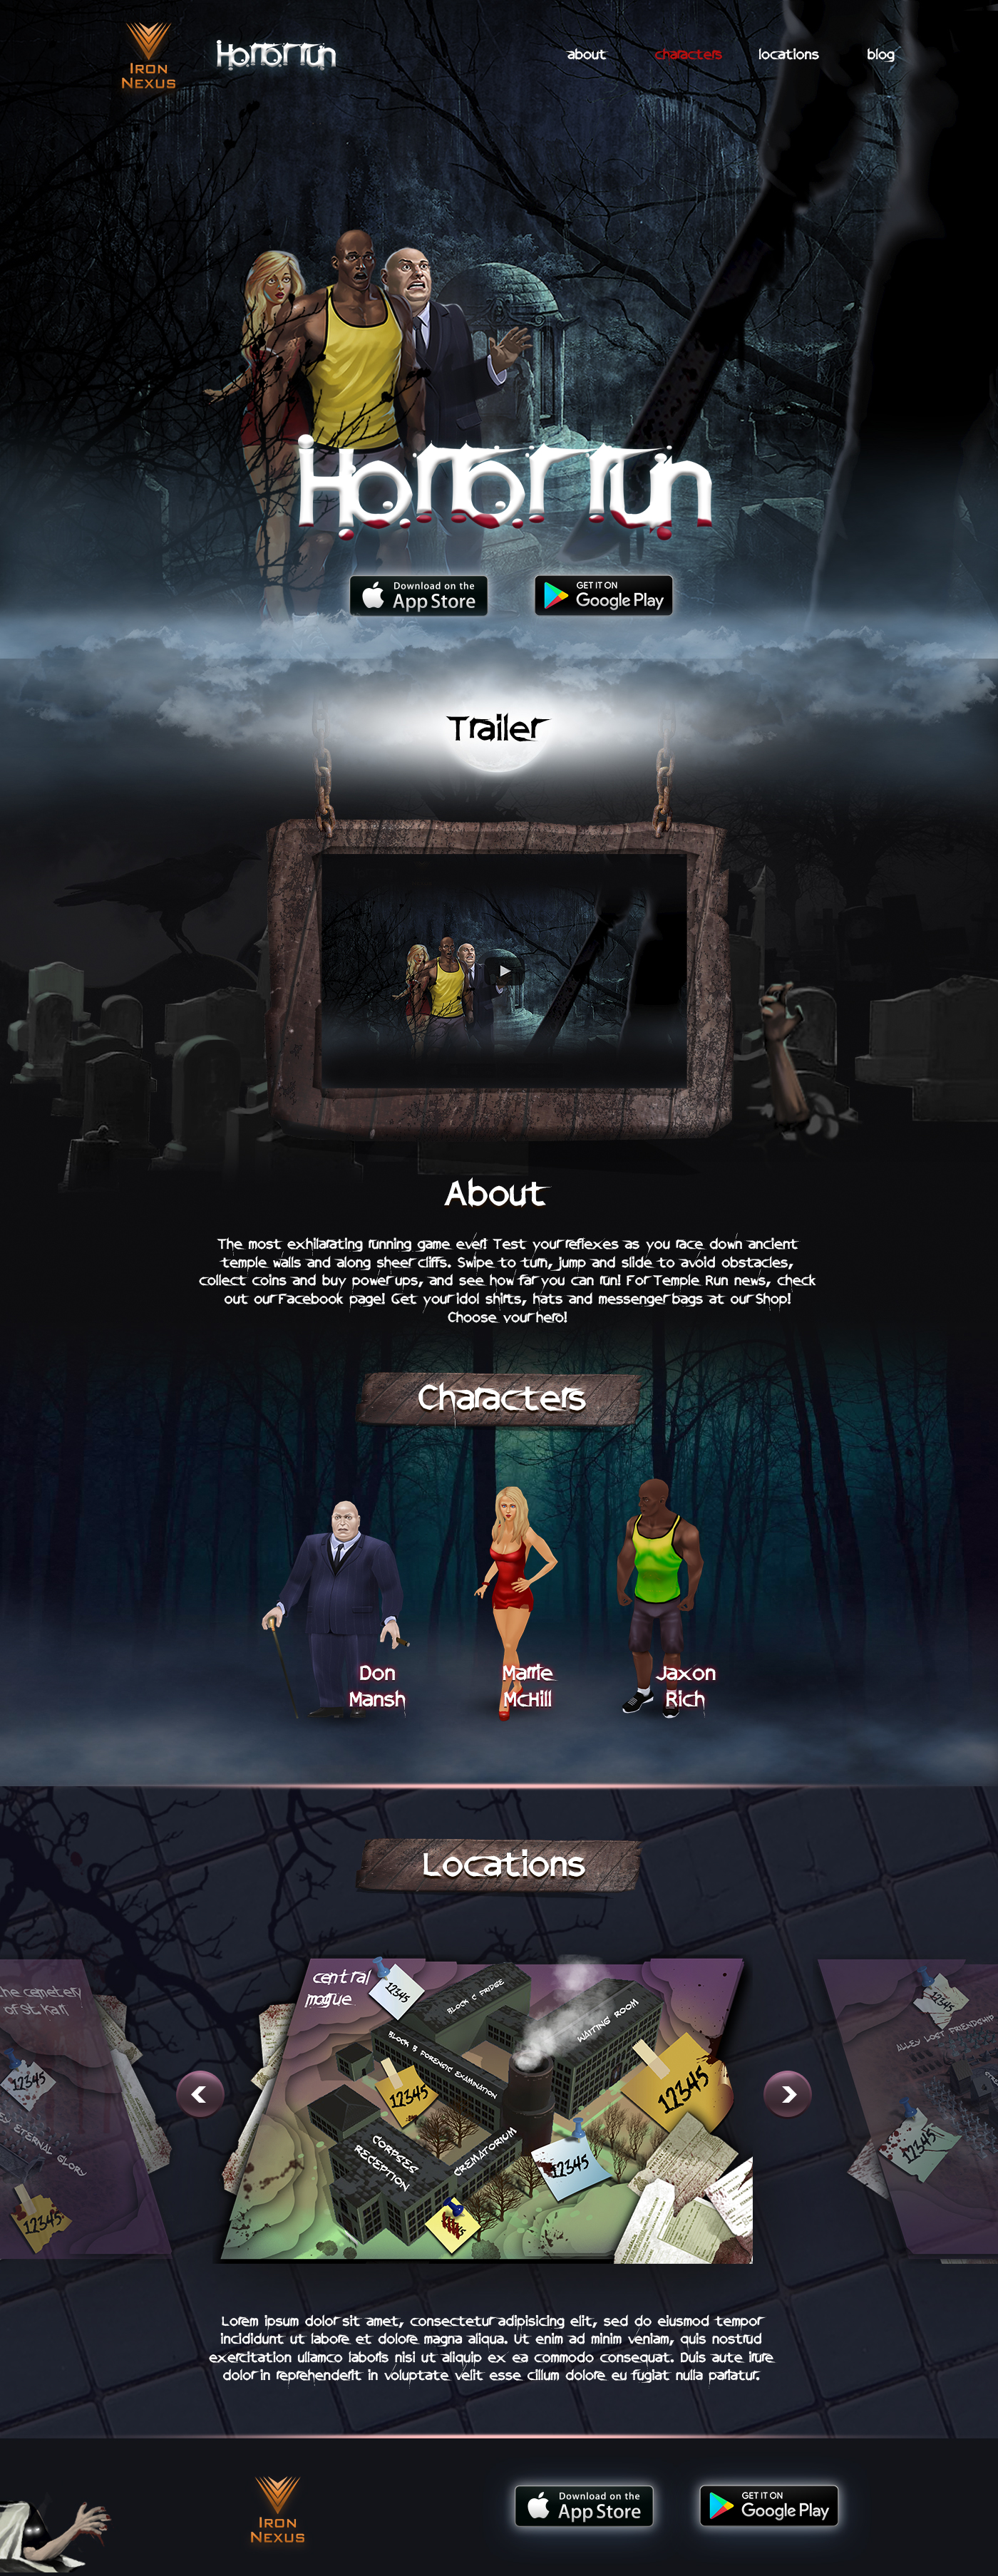 Iron
Nexus
Horror run
about
characters
locations
blog
Horror run
Download on the
App Store
GET IT ON
Google Play
Trailer
About
The most exhilarating running game ever! Test your reflexes as you race down ancient
temple walls and along sheer cliffs. Swipe to turn, jump and slide to avoid obstacles,
collect coins and buy power ups, and see how far you can run! For Temple Run news, check
out our Facebook page! Get your idol shirts, hats and messenger bags at our Shop!
Choose your hero!
Characters
Don
Mansh
Marrie
McHill
Jaxon
Rich
Locations
he cemetery
of St. Karl
12345
ETERNAL GLORY
12345
central
morgue
12345
BLOCK C FRIDGE
WAITING ROOM
BLOCK B FORENSIC EXAMINATION
12345
12345
CORPSES
RECEPTION
CREMATORIUM
12345
12345
ALLEY LOST FRIENDSHIP
12345
Lorem ipsum dolor sit amet, consectetur adipisicing elit, sed do eiusmod tempor
incididunt ut labore et dolore magna aliqua. Ut enim ad minim veniam, quis nostrud
exercitation ullamco laboris nisi ut aliquip ex ea commodo consequat. Duis aute irure
dolor in reprehenderit in voluptate velit esse cillum dolore eu fugiat nulla pariatur.
Iron
Nexus
Download on the
App Store
GET IT ON
Google Play